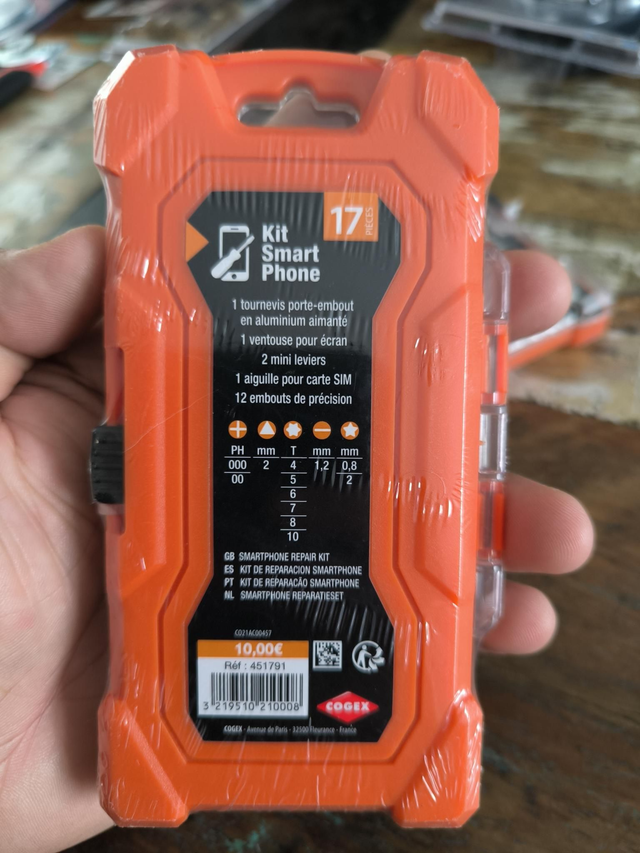 Kit
Smart
Phone
17 PIÈCES
1 tournevis porte-embout
en aluminium aimanté
1 ventouse pour écran
2 mini leviers
1 aiguille pour carte SIM
12 embouts de précision
PH mm T mm mm
000 2 4 1,2 0,8
00 5 2
6
7
8
10
GB SMARTPHONE REPAIR KIT
ES KIT DE REPARACION SMARTPHONE
PT KIT DE REPARAÇÃO SMARTPHONE
NL SMARTPHONE REPARATIESET
CO21AC00457
10,00€
Réf : 451791
3 219510 210008
COGEX
COGEX - Avenue de Paris - 32500 Fleurance - France